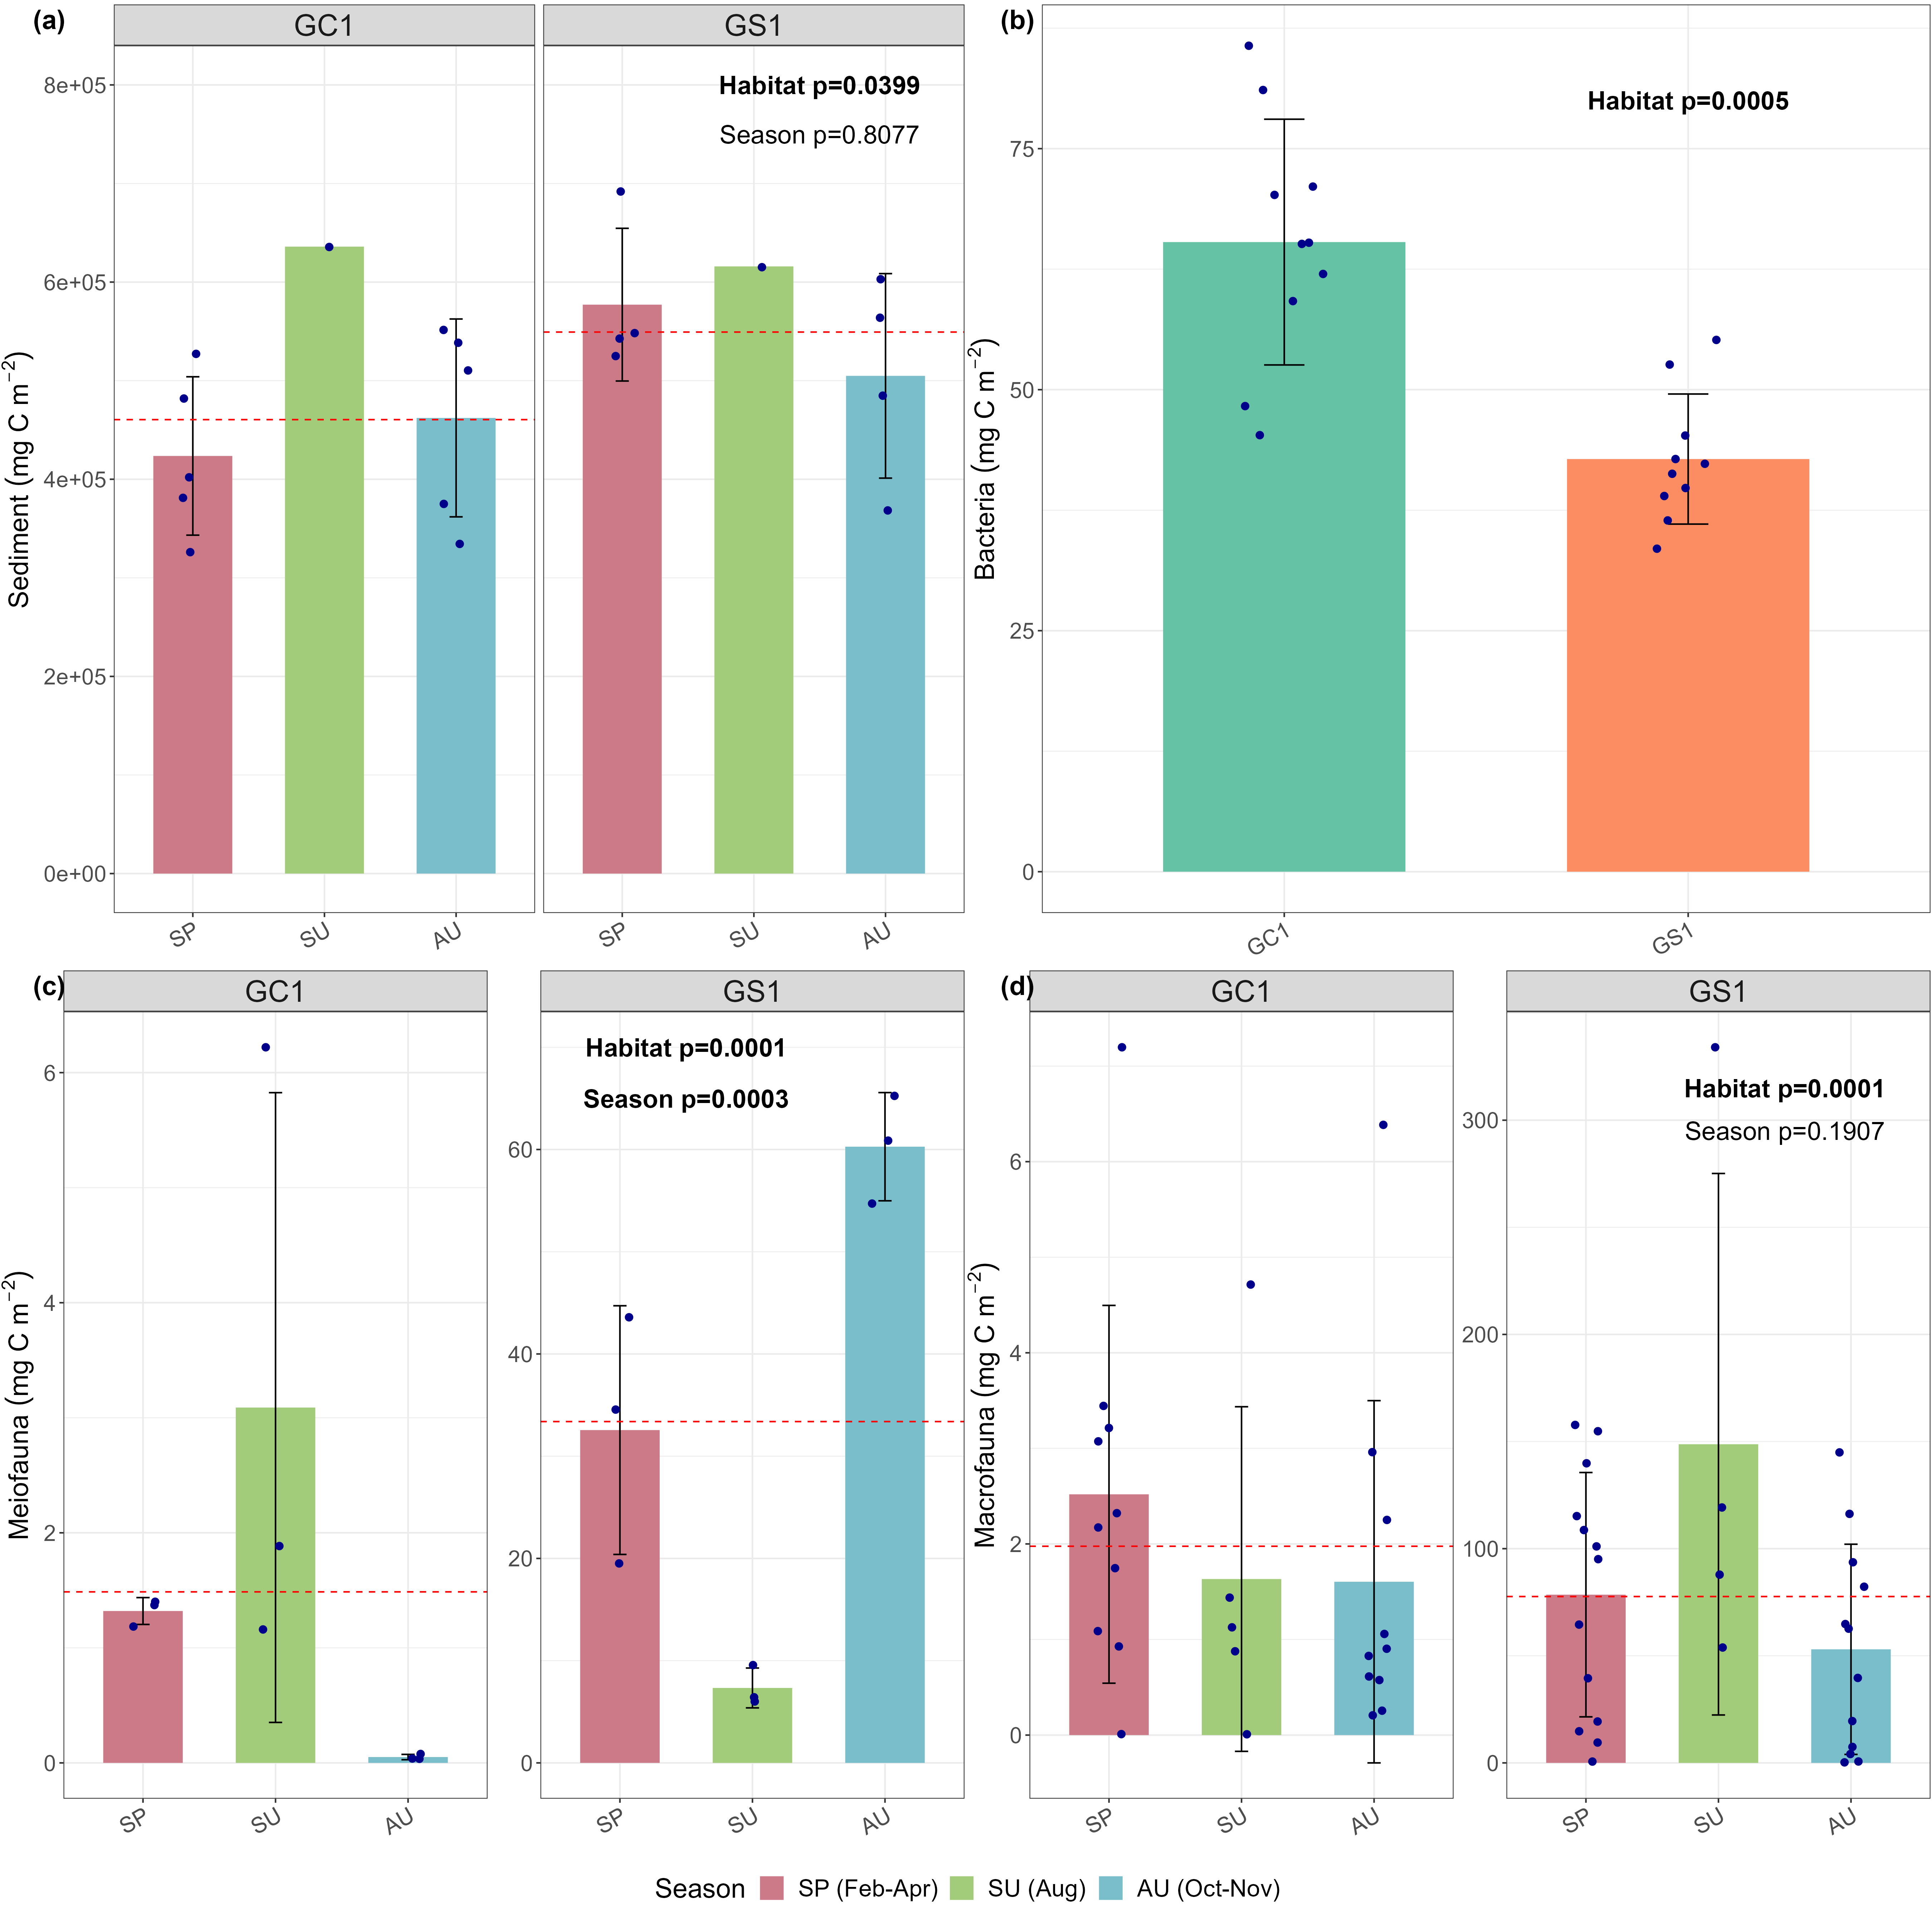 (a)
GC1
GS1
Habitat p=0.0399
Season p=0.8077
Sediment (mg C m⁻²)
8e+05
6e+05
4e+05
2e+05
0e+00
SP
SU
AU
SP
SU
AU
(b)
Habitat p=0.0005
Bacteria (mg C m⁻²)
75
50
25
0
GC1
GS1
(c)
GC1
GS1
Habitat p=0.0001
Season p=0.0003
Meiofauna (mg C m⁻²)
6
4
2
0
60
40
20
0
SP
SU
AU
SP
SU
AU
(d)
GC1
GS1
Habitat p=0.0001
Season p=0.1907
Macrofauna (mg C m⁻²)
6
4
2
0
300
200
100
0
SP
SU
AU
SP
SU
AU
Season SP (Feb-Apr) SU (Aug) AU (Oct-Nov)